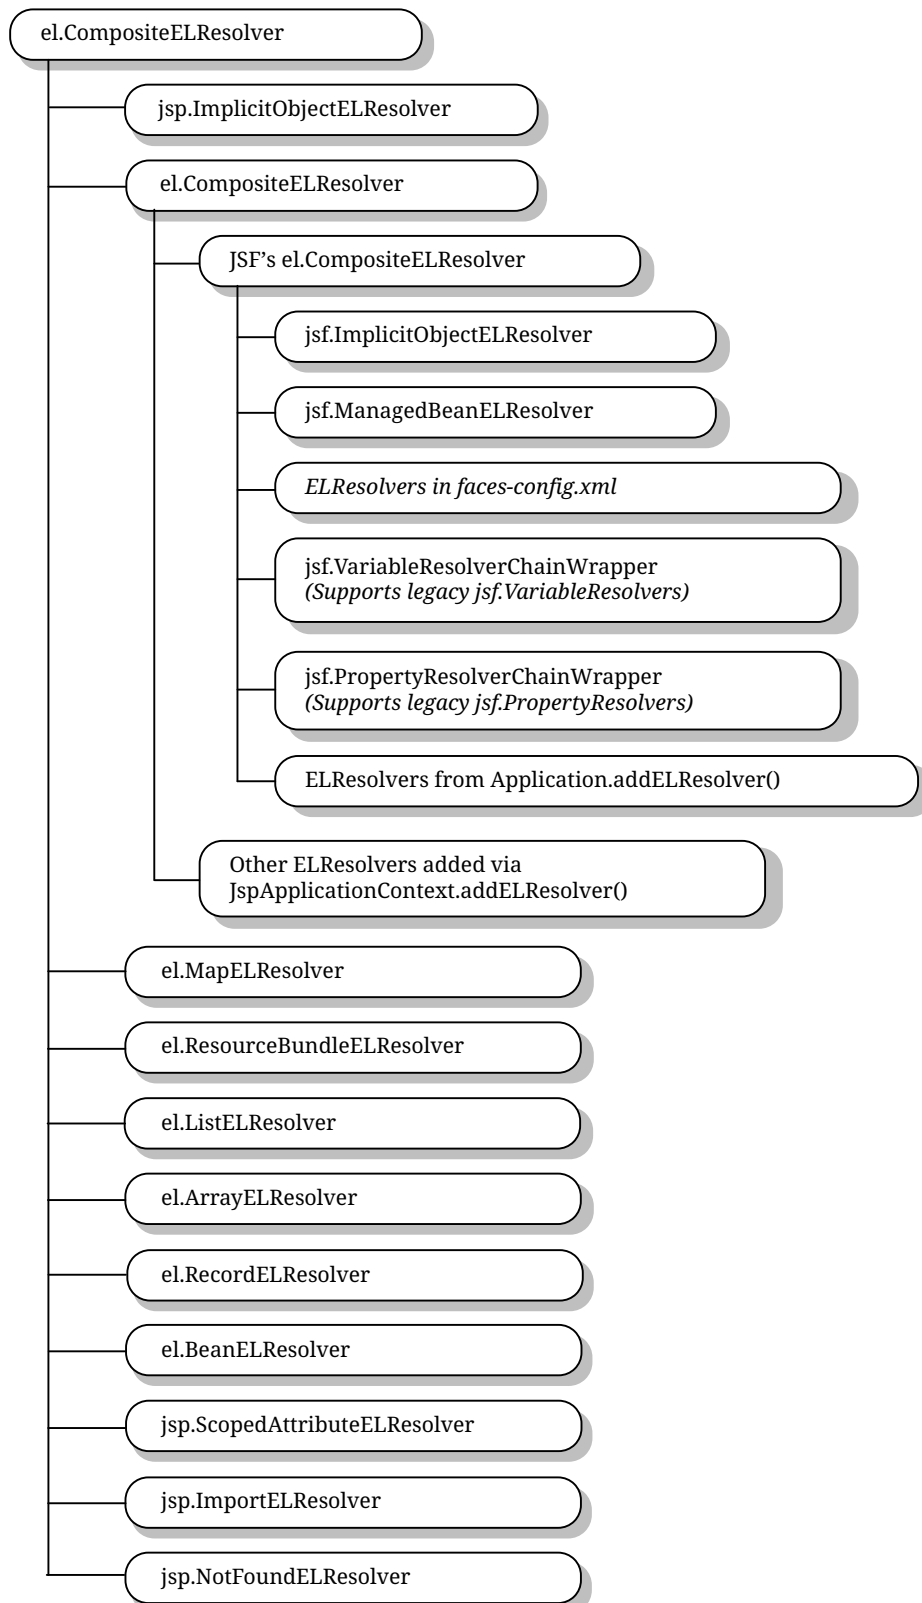 el.CompositeELResolver
jsp.ImplicitObjectELResolver
el.CompositeELResolver
JSF’s el.CompositeELResolver
jsf.ImplicitObjectELResolver
jsf.ManagedBeanELResolver
ELResolvers in faces-config.xml
jsf.VariableResolverChainWrapper
(Supports legacy jsf.VariableResolvers)
jsf.PropertyResolverChainWrapper
(Supports legacy jsf.PropertyResolvers)
ELResolvers from Application.addELResolver()
Other ELResolvers added via
JspApplicationContext.addELResolver()
el.MapELResolver
el.ResourceBundleELResolver
el.ListELResolver
el.ArrayELResolver
el.RecordELResolver
el.BeanELResolver
jsp.ScopedAttributeELResolver
jsp.ImportELResolver
jsp.NotFoundELResolver